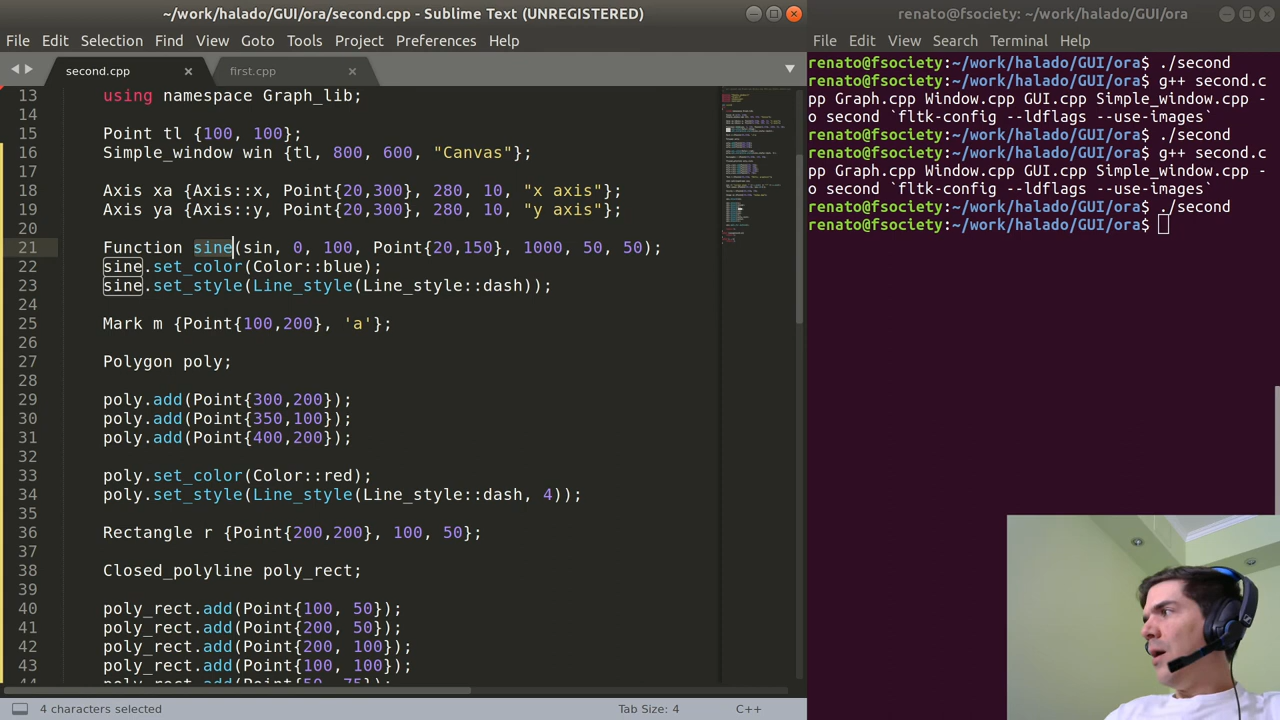 ~/work/halado/GUI/ora/second.cpp - Sublime Text (UNREGISTERED)
File Edit Selection Find View Goto Tools Project Preferences Help
second.cpp × first.cpp ×
13 using namespace Graph_lib;
14
15 Point tl {100, 100};
16 Simple_window win {tl, 800, 600, "Canvas"};
17
18 Axis xa {Axis::x, Point{20,300}, 280, 10, "x axis"};
19 Axis ya {Axis::y, Point{20,300}, 280, 10, "y axis"};
20
21 Function sine(sin, 0, 100, Point{20,150}, 1000, 50, 50);
22 sine.set_color(Color::blue);
23 sine.set_style(Line_style(Line_style::dash));
24
25 Mark m {Point{100,200}, 'a'};
26
27 Polygon poly;
28
29 poly.add(Point{300,200});
30 poly.add(Point{350,100});
31 poly.add(Point{400,200});
32
33 poly.set_color(Color::red);
34 poly.set_style(Line_style(Line_style::dash, 4));
35
36 Rectangle r {Point{200,200}, 100, 50};
37
38 Closed_polyline poly_rect;
39
40 poly_rect.add(Point{100, 50});
41 poly_rect.add(Point{200, 50});
42 poly_rect.add(Point{200, 100});
43 poly_rect.add(Point{100, 100});
44 poly_rect.add(Point{50, 75});
4 characters selected Tab Size: 4 C++
renato@fsociety: ~/work/halado/GUI/ora
File Edit View Search Terminal Help
renato@fsociety:~/work/halado/GUI/ora$ ./second
renato@fsociety:~/work/halado/GUI/ora$ g++ second.c
pp Graph.cpp Window.cpp GUI.cpp Simple_window.cpp -
o second `fltk-config --ldflags --use-images`
renato@fsociety:~/work/halado/GUI/ora$ ./second
renato@fsociety:~/work/halado/GUI/ora$ g++ second.c
pp Graph.cpp Window.cpp GUI.cpp Simple_window.cpp -
o second `fltk-config --ldflags --use-images`
renato@fsociety:~/work/halado/GUI/ora$ ./second
renato@fsociety:~/work/halado/GUI/ora$